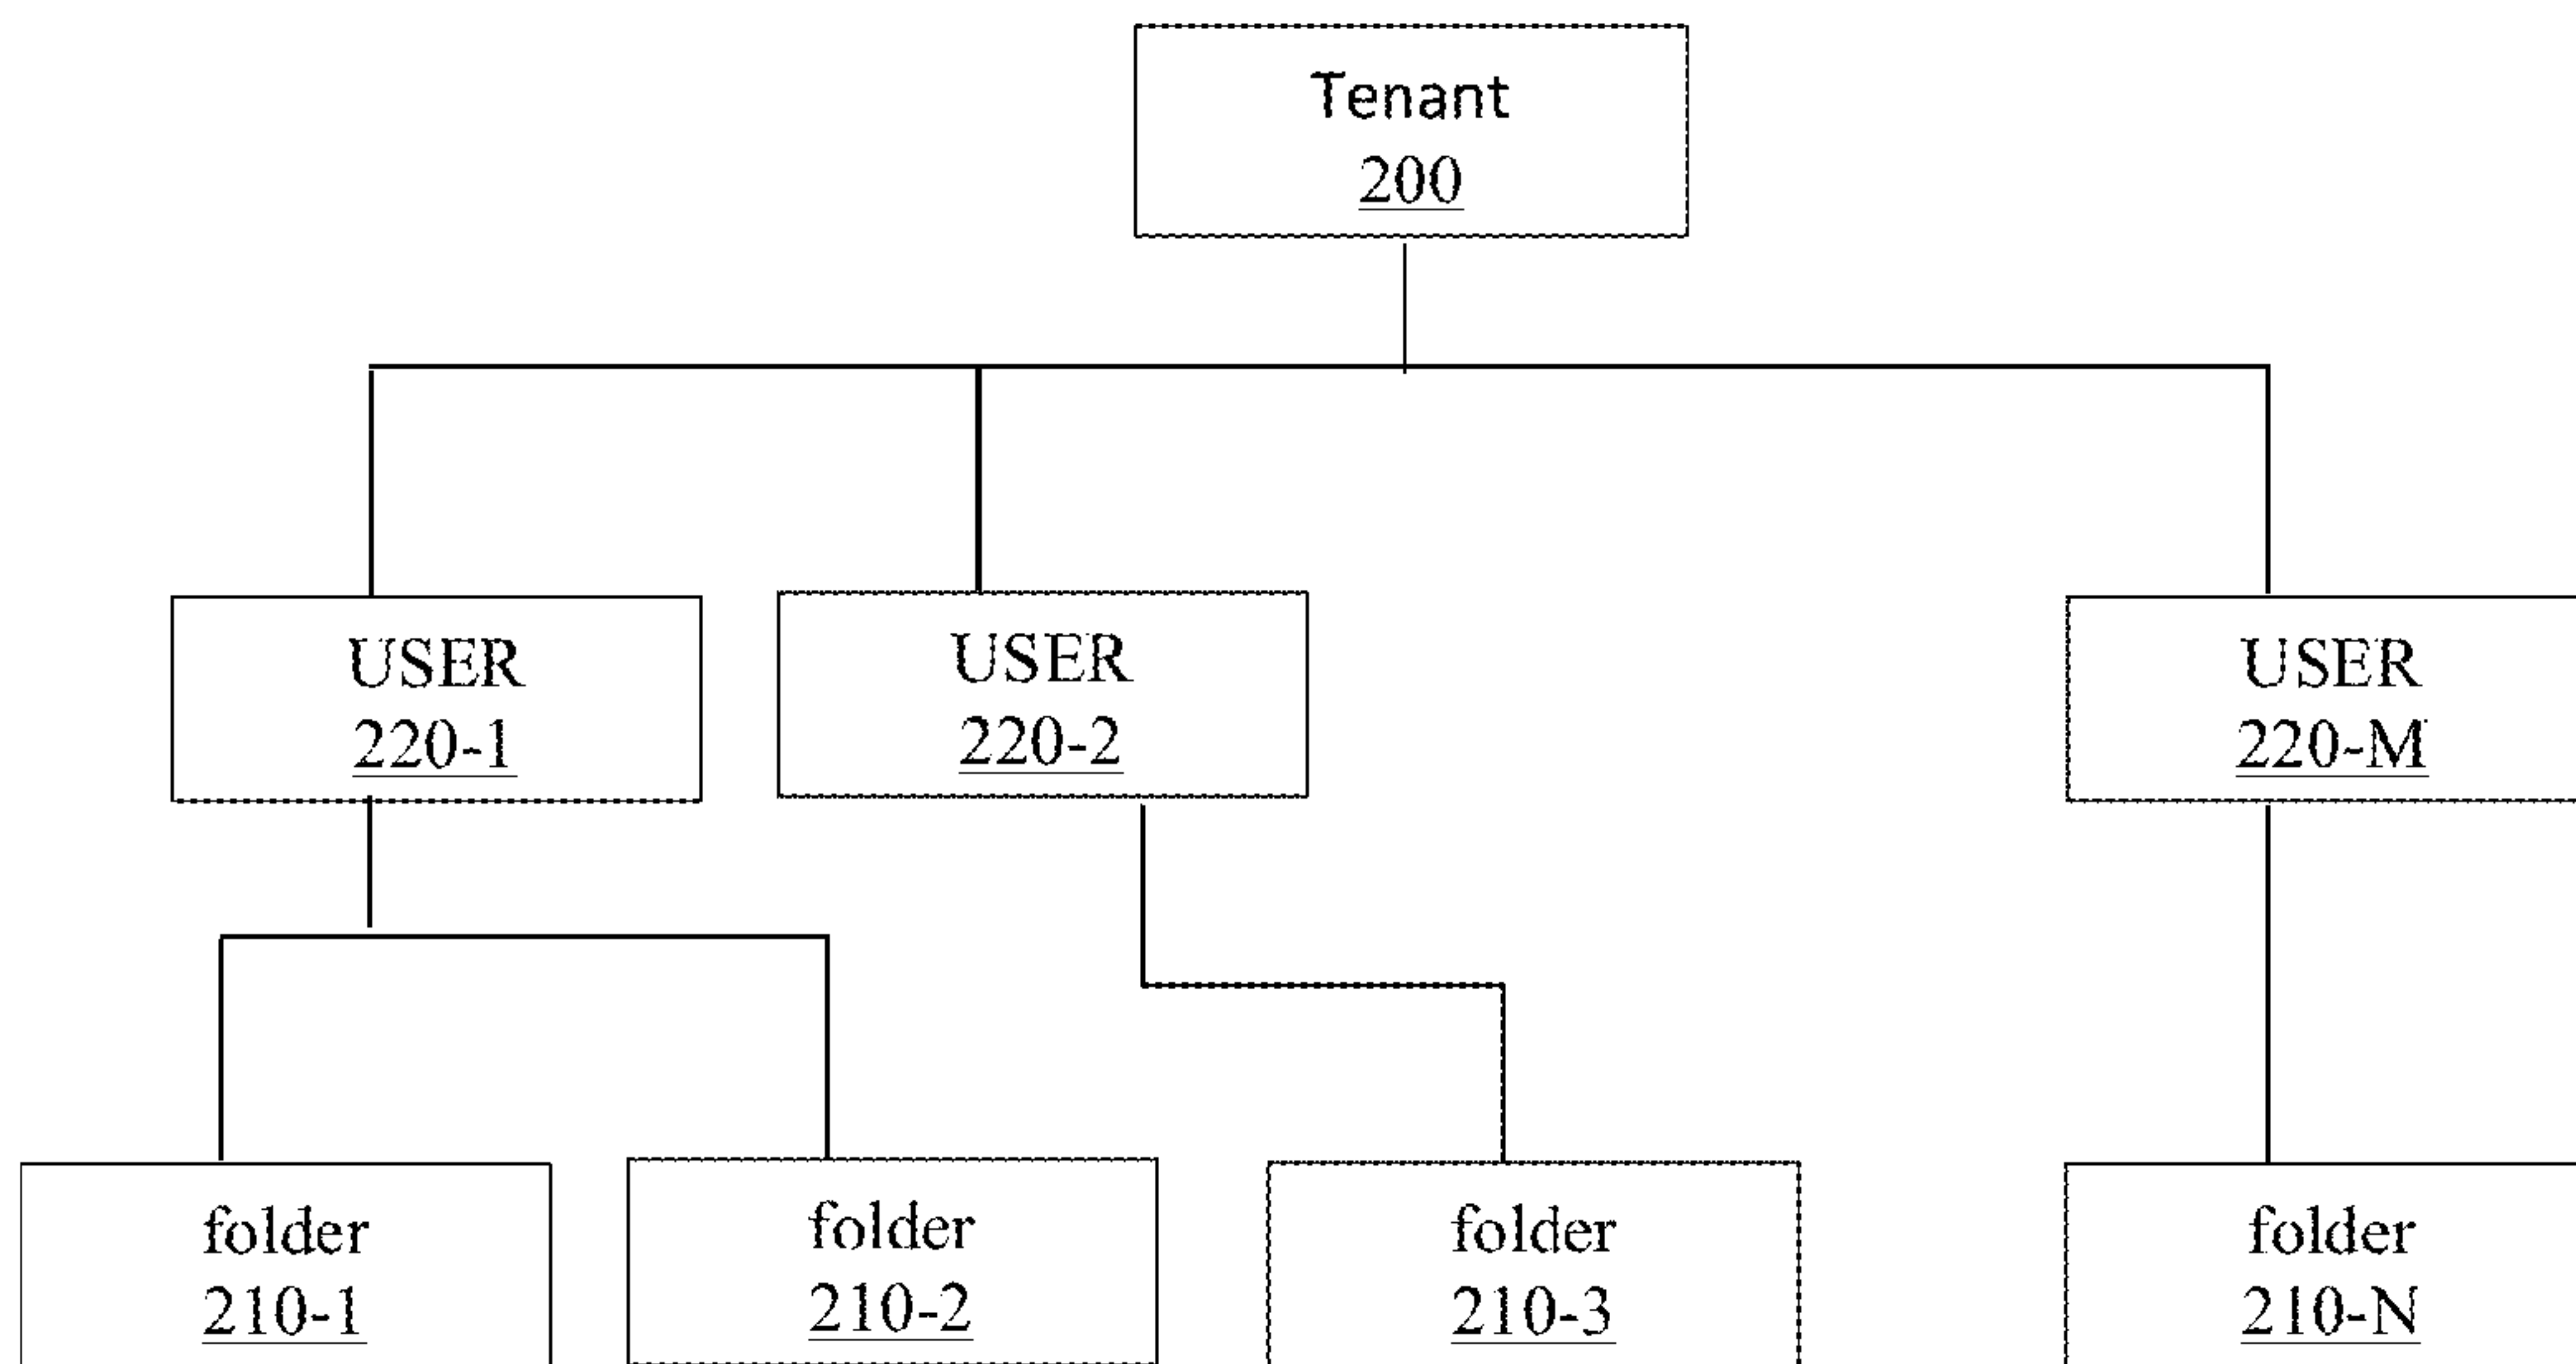 Tenant
200
USER
220-1
USER
220-2
USER
220-M
folder
210-1
folder
210-2
folder
210-3
folder
210-N